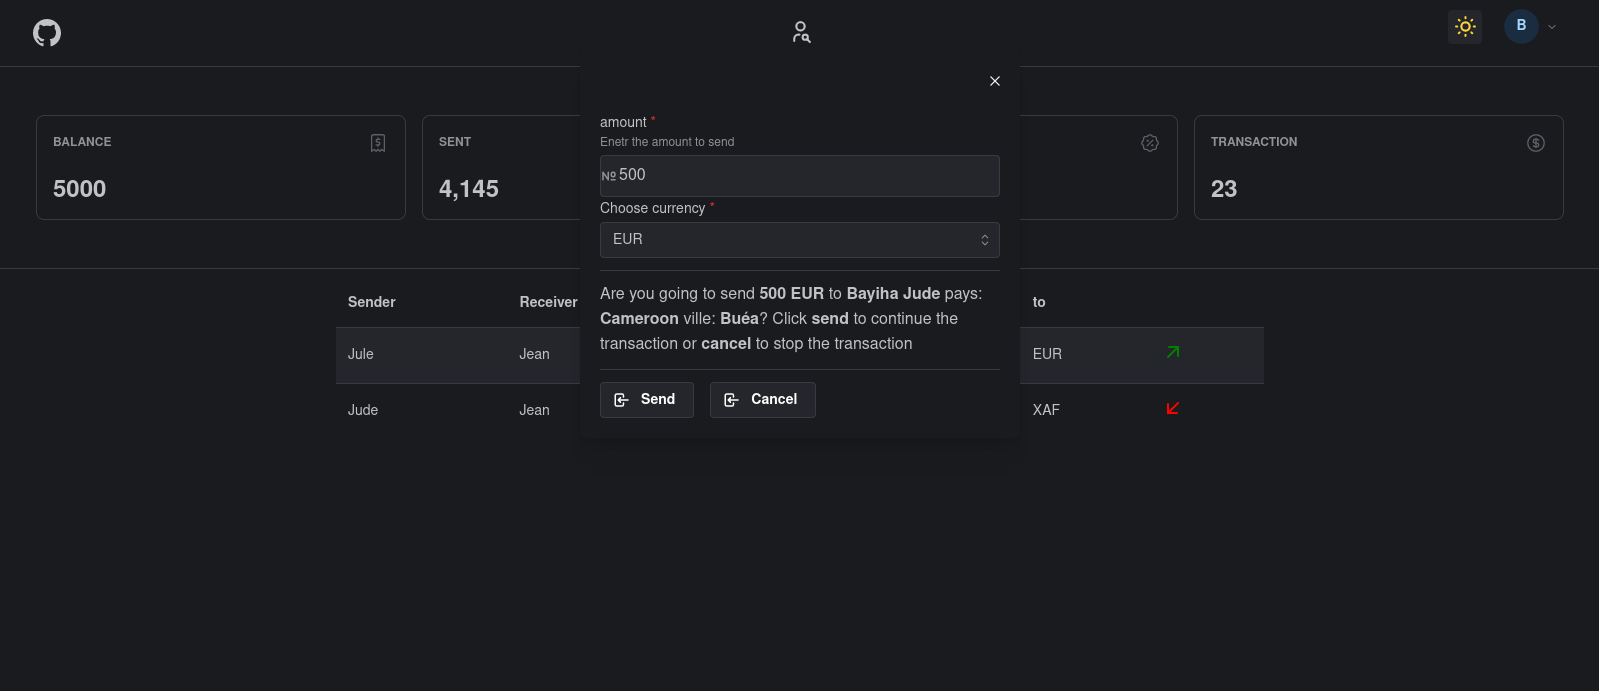 B
BALANCE
5000
SENT
4,145
TRANSACTION
23
amount *
Enetr the amount to send
№ 500
Choose currency *
EUR
Are you going to send 500 EUR to Bayiha Jude pays:
Cameroon ville: Buéa? Click send to continue the
transaction or cancel to stop the transaction
Send Cancel
Sender Receiver to
Jule Jean EUR
Jude Jean XAF